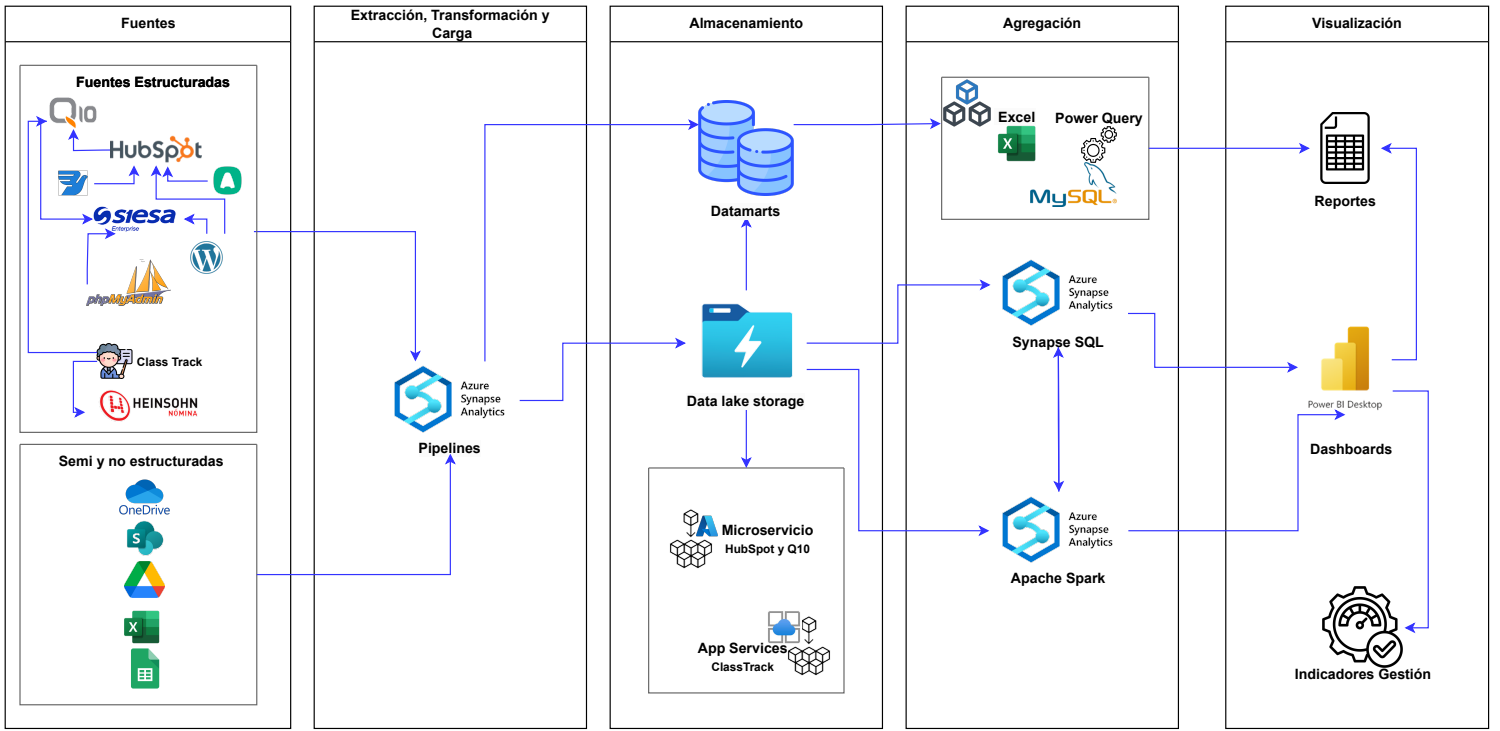 Fuentes
Extracción, Transformación y
Carga
Almacenamiento
Agregación
Visualización
Fuentes Estructuradas
Q10
HubSpot
siesa
Enterprise
phpMyAdmin
Class Track
HEINSOHN
NÓMINA
Semi y no estructuradas
OneDrive
S
X
Azure
Synapse
Analytics
Pipelines
Datamarts
Data lake storage
Microservicio
HubSpot y Q10
App Services
ClassTrack
Excel
X
Power Query
MySQL
Azure
Synapse
Analytics
Synapse SQL
Azure
Synapse
Analytics
Apache Spark
Reportes
Power BI Desktop
Dashboards
Indicadores Gestión